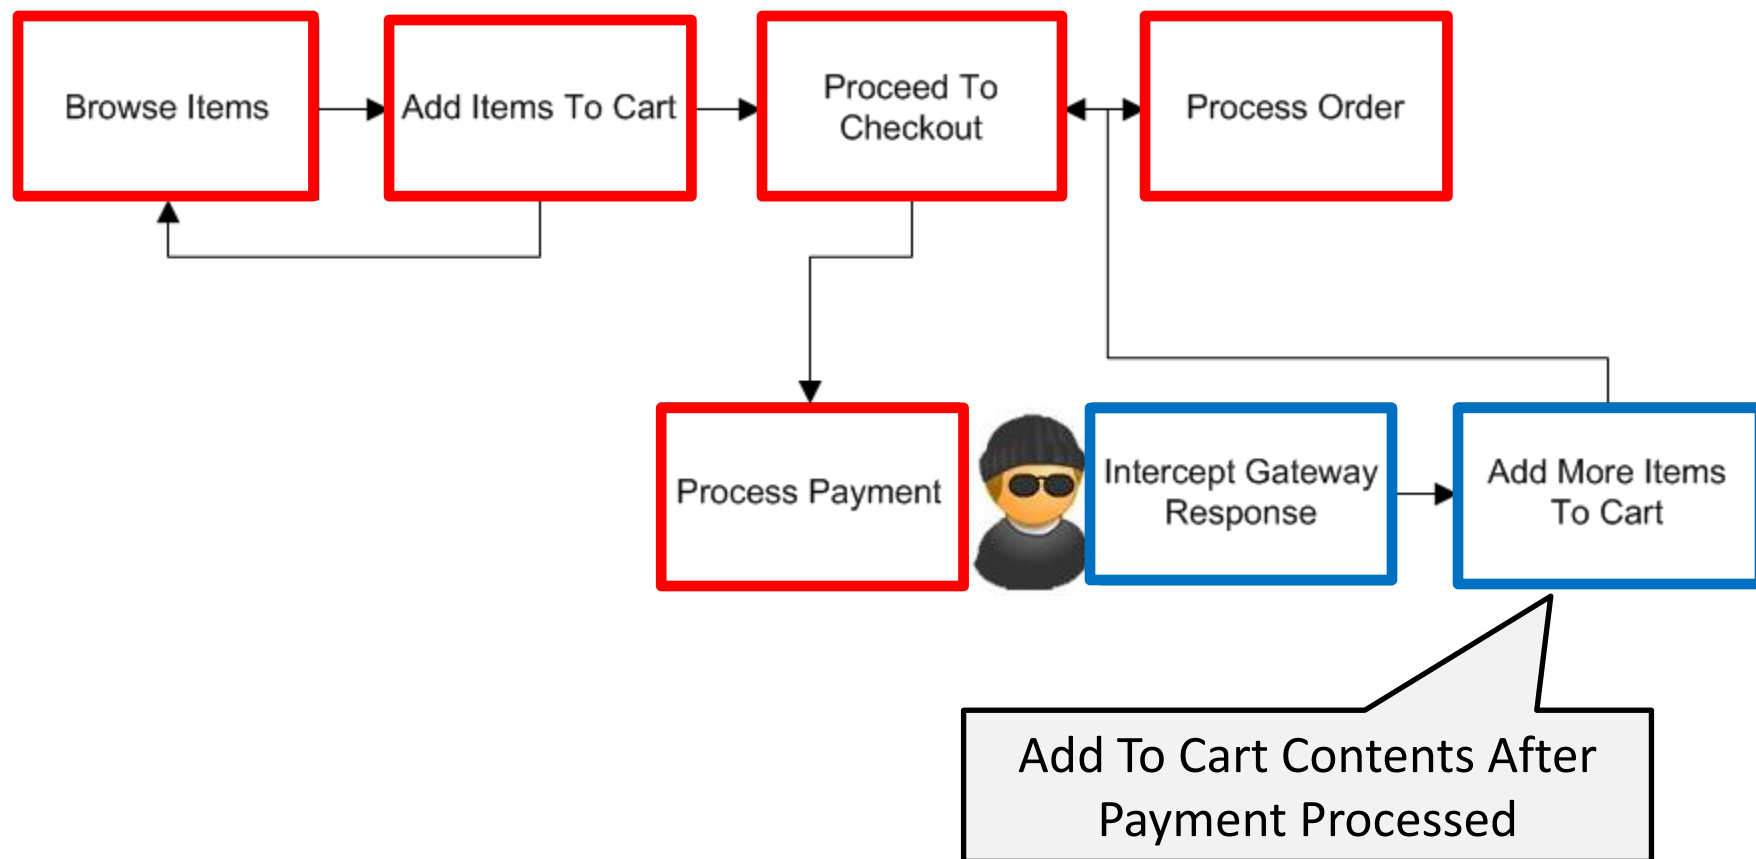 Browse Items
Add Items To Cart
Proceed To
Checkout
Process Order
Process Payment
Intercept Gateway
Response
Add More Items
To Cart
Add To Cart Contents After
Payment Processed